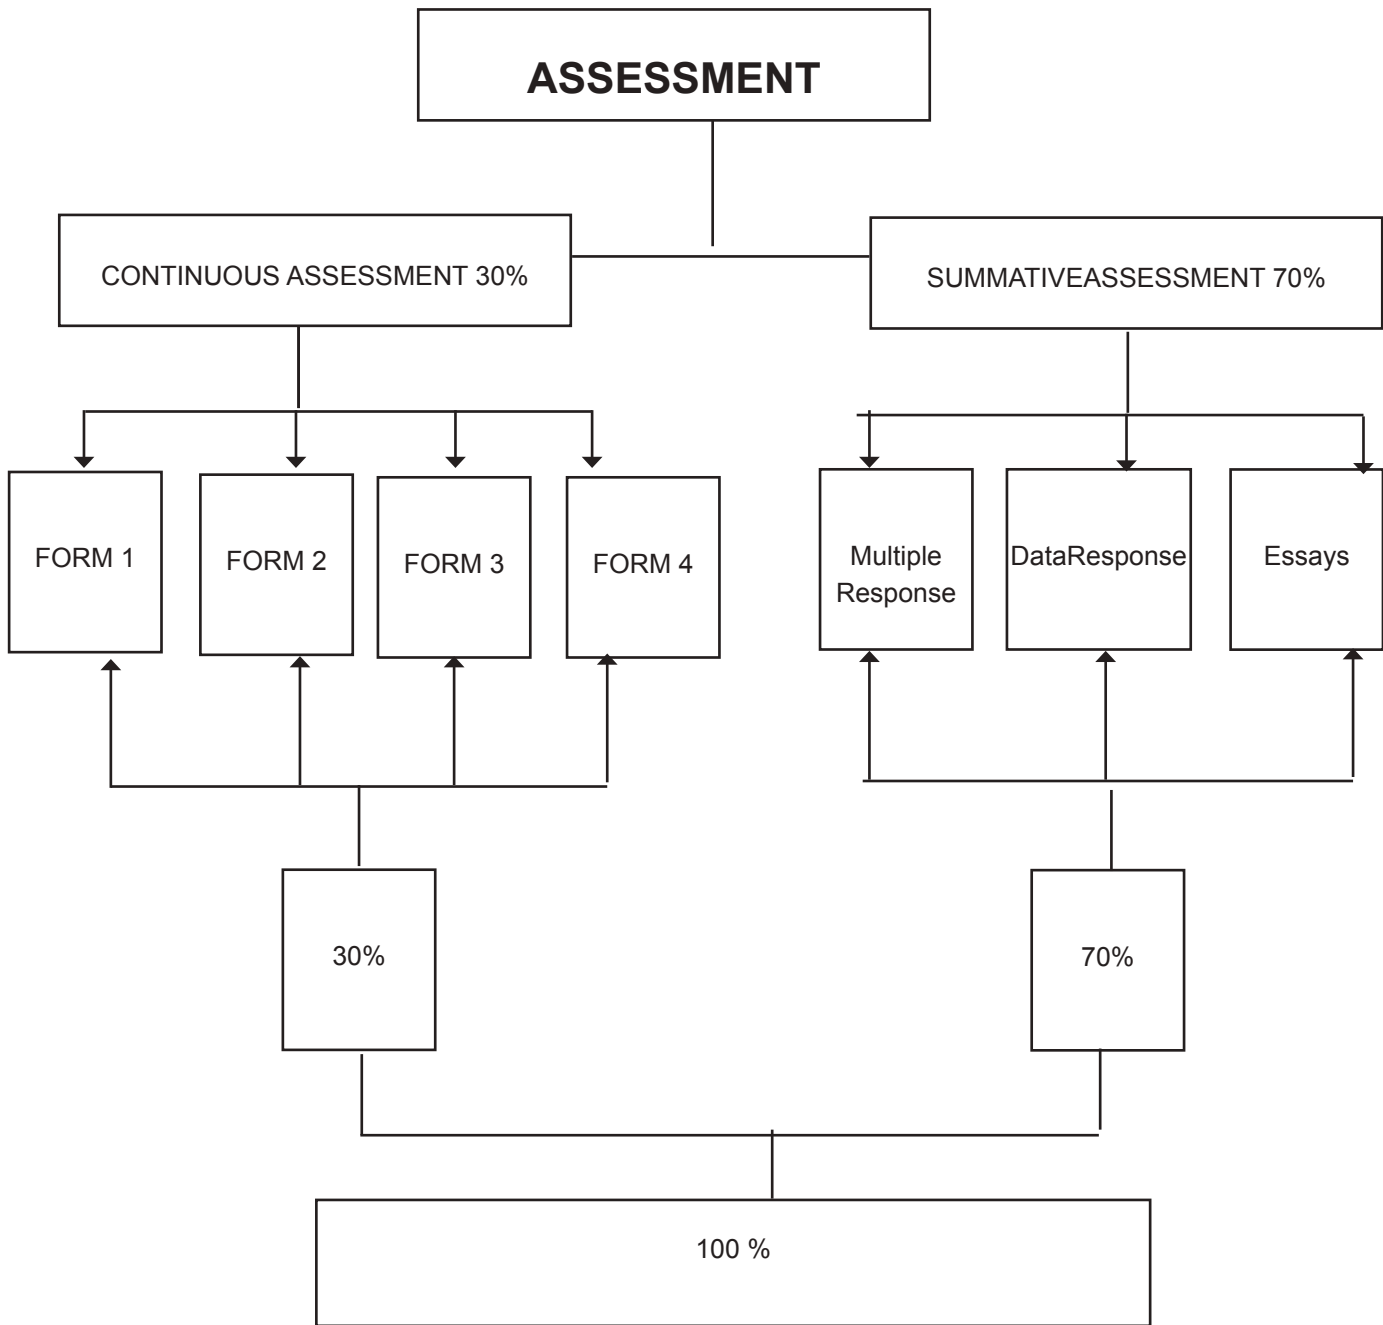 ASSESSMENT
CONTINUOUS ASSESSMENT 30%
SUMMATIVEASSESSMENT 70%
FORM 1
FORM 2
FORM 3
FORM 4
Multiple
Response
DataResponse
Essays
30%
70%
100 %